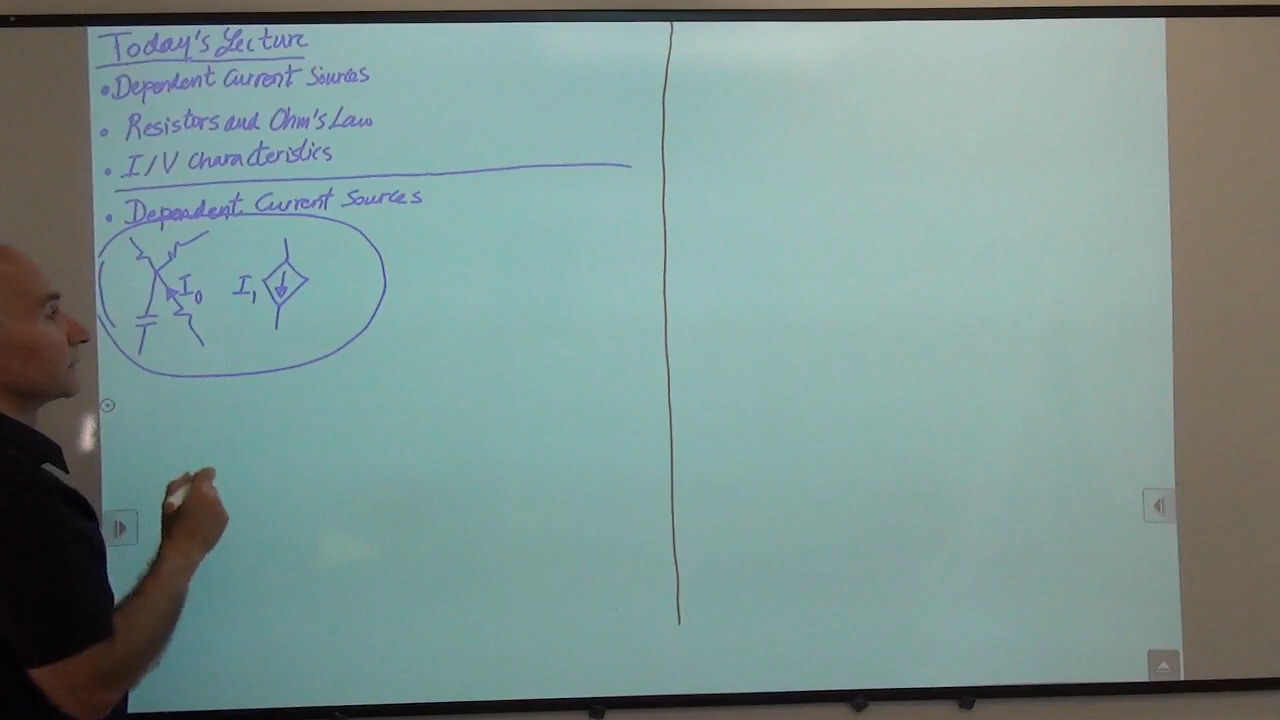 Today's Lecture
• Dependent Current Sources
• Resistors and Ohm's Law
• I/V Characteristics
• Dependent Current Sources
I₀ I₁